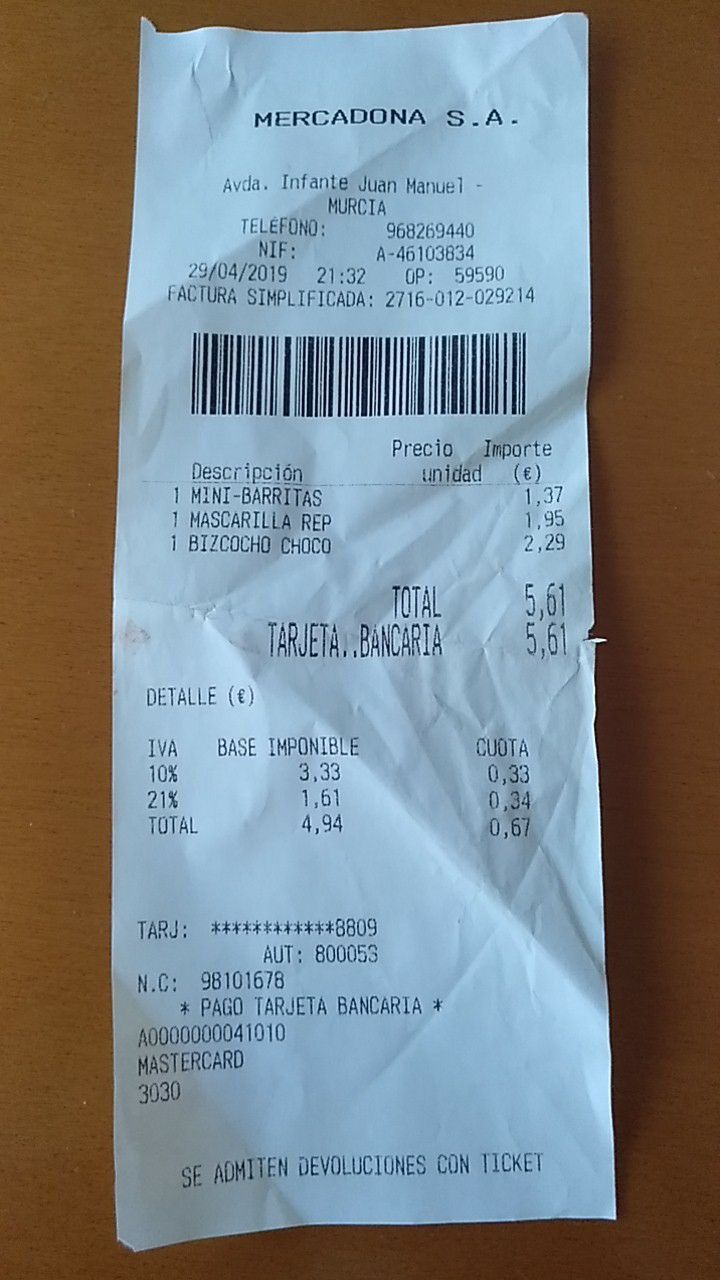 MERCADONA S.A.
Avda. Infante Juan Manuel -
MURCIA
TELÉFONO: 968269440
NIF: A-46103834
29/04/2019 21:32 OP: 59590
FACTURA SIMPLIFICADA: 2716-012-029214
Precio Importe
Descripción unidad (€)
1 MINI-BARRITAS 1,37
1 MASCARILLA REP 1,95
1 BIZCOCHO CHOCO 2,29
TOTAL 5,61
TARJETA..BANCARIA 5,61
DETALLE (€)
IVA BASE IMPONIBLE CUOTA
10% 3,33 0,33
21% 1,61 0,34
TOTAL 4,94 0,67
TARJ: ************8809
AUT: 80005S
N.C: 98101678
* PAGO TARJETA BANCARIA *
A0000000041010
MASTERCARD
3030
SE ADMITEN DEVOLUCIONES CON TICKET